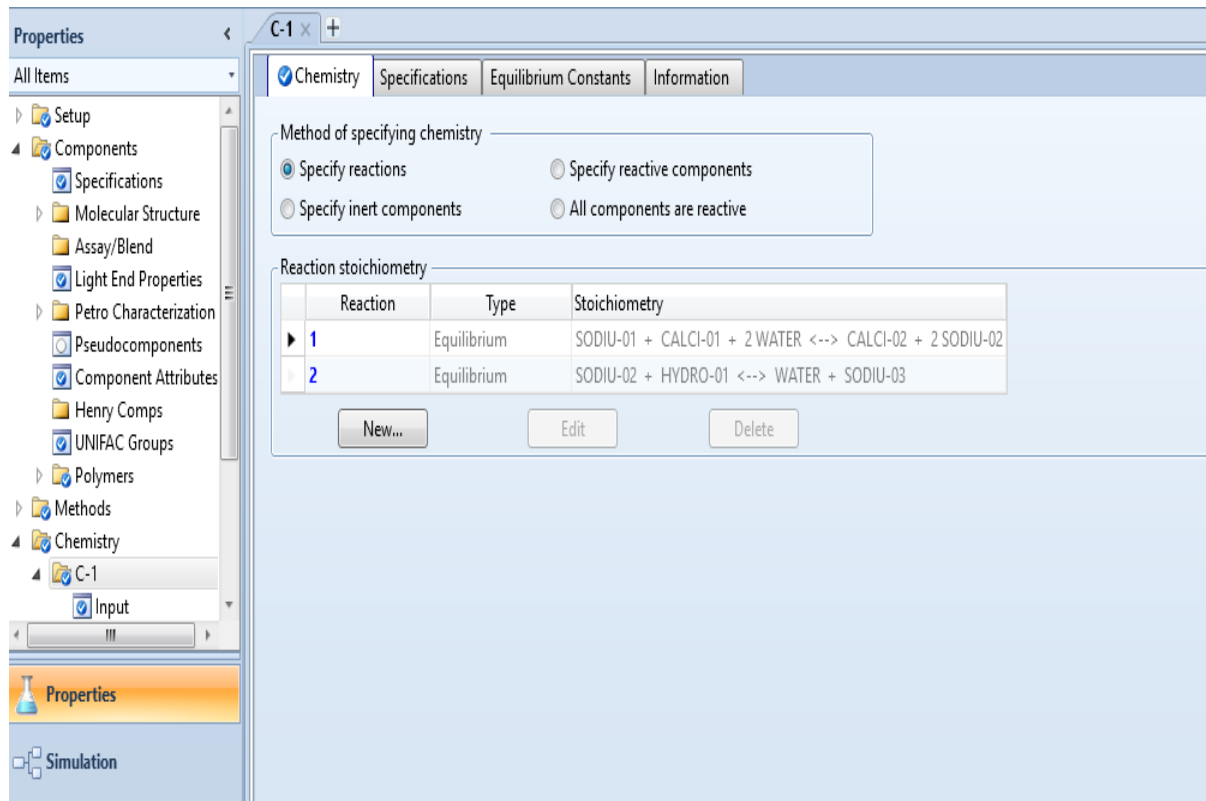 Properties <
All Items
Setup
Components
Specifications
Molecular Structure
Assay/Blend
Light End Properties
Petro Characterization
Pseudocomponents
Component Attributes
Henry Comps
UNIFAC Groups
Polymers
Methods
Chemistry
C-1
Input
Properties
Simulation
C-1 × +
Chemistry Specifications Equilibrium Constants Information
Method of specifying chemistry
Specify reactions Specify reactive components
Specify inert components All components are reactive
Reaction stoichiometry
Reaction Type Stoichiometry
1 Equilibrium SODIU-01 + CALCI-01 + 2 WATER <--> CALCI-02 + 2 SODIU-02
2 Equilibrium SODIU-02 + HYDRO-01 <--> WATER + SODIU-03
New... Edit Delete